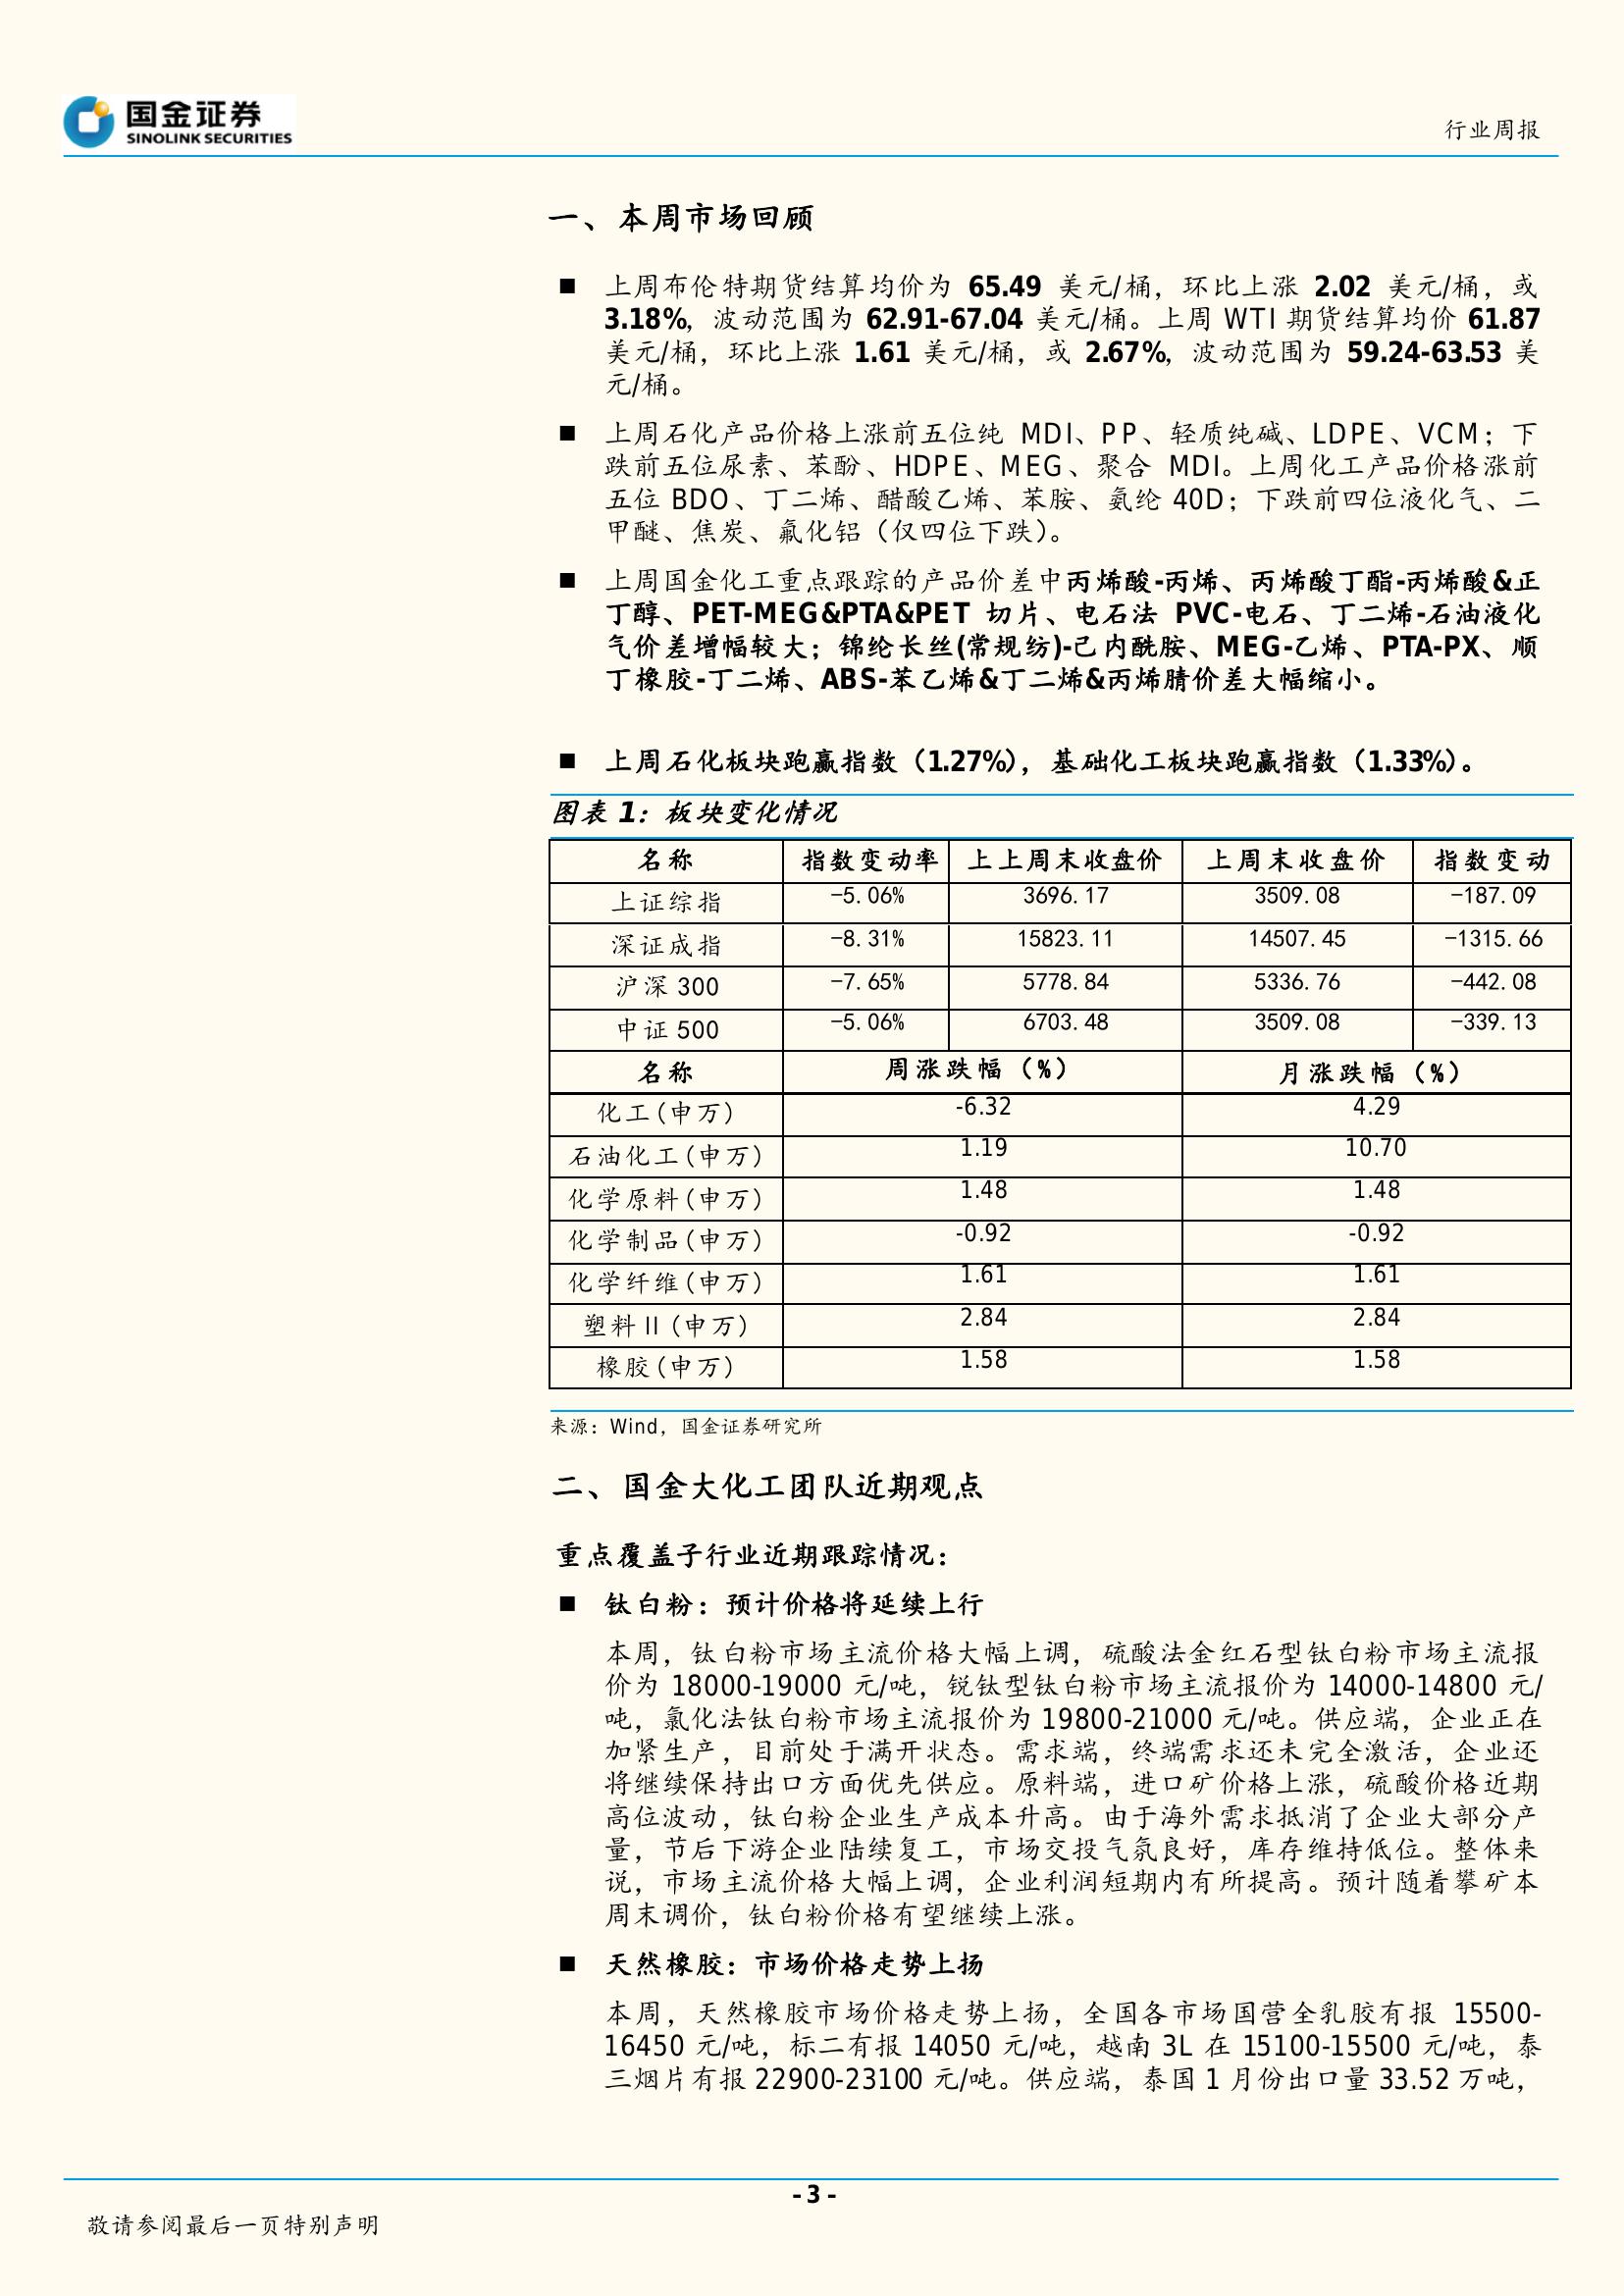 国金证券
SINOLINK SECURITIES
行业周报
一、本周市场回顾
■ 上周布伦特期货结算均价为 65.49 美元/桶，环比上涨 2.02 美元/桶，或
3.18%，波动范围为 62.91-67.04 美元/桶。上周 WTI 期货结算均价 61.87
美元/桶，环比上涨 1.61 美元/桶，或 2.67%，波动范围为 59.24-63.53 美
元/桶。
■ 上周石化产品价格上涨前五位纯 MDI、PP、轻质纯碱、LDPE、VCM；下
跌前五位尿素、苯酚、HDPE、MEG、聚合 MDI。上周化工产品价格涨前
五位 BDO、丁二烯、醋酸乙烯、苯胺、氨纶 40D；下跌前四位液化气、二
甲醚、焦炭、氟化铝（仅四位下跌）。
■ 上周国金化工重点跟踪的产品价差中丙烯酸-丙烯、丙烯酸丁酯-丙烯酸&正
丁醇、PET-MEG&PTA&PET 切片、电石法 PVC-电石、丁二烯-石油液化
气价差增幅较大；锦纶长丝(常规纺)-己内酰胺、MEG-乙烯、PTA-PX、顺
丁橡胶-丁二烯、ABS-苯乙烯&丁二烯&丙烯腈价差大幅缩小。
■ 上周石化板块跑赢指数（1.27%），基础化工板块跑赢指数（1.33%）。
图表 1：板块变化情况
名称 指数变动率 上上周末收盘价 上周末收盘价 指数变动
上证综指 -5.06% 3696.17 3509.08 -187.09
深证成指 -8.31% 15823.11 14507.45 -1315.66
沪深 300 -7.65% 5778.84 5336.76 -442.08
中证 500 -5.06% 6703.48 3509.08 -339.13
名称 周涨跌幅（%） 月涨跌幅（%）
化工(申万) -6.32 4.29
石油化工(申万) 1.19 10.70
化学原料(申万) 1.48 1.48
化学制品(申万) -0.92 -0.92
化学纤维(申万) 1.61 1.61
塑料 II(申万) 2.84 2.84
橡胶(申万) 1.58 1.58
来源：Wind，国金证券研究所
二、国金大化工团队近期观点
重点覆盖子行业近期跟踪情况：
■ 钛白粉：预计价格将延续上行
本周，钛白粉市场主流价格大幅上调，硫酸法金红石型钛白粉市场主流报
价为 18000-19000 元/吨，锐钛型钛白粉市场主流报价为 14000-14800 元/
吨，氯化法钛白粉市场主流报价为 19800-21000 元/吨。供应端，企业正在
加紧生产，目前处于满开状态。需求端，终端需求还未完全激活，企业还
将继续保持出口方面优先供应。原料端，进口矿价格上涨，硫酸价格近期
高位波动，钛白粉企业生产成本升高。由于海外需求抵消了企业大部分产
量，节后下游企业陆续复工，市场交投气氛良好，库存维持低位。整体来
说，市场主流价格大幅上调，企业利润短期内有所提高。预计随着攀矿本
周末调价，钛白粉价格有望继续上涨。
■ 天然橡胶：市场价格走势上扬
本周，天然橡胶市场价格走势上扬，全国各市场国营全乳胶有报 15500-
16450 元/吨，标二有报 14050 元/吨，越南 3L 在 15100-15500 元/吨，泰
三烟片有报 22900-23100 元/吨。供应端，泰国 1 月份出口量 33.52 万吨，
- 3 -
敬请参阅最后一页特别声明